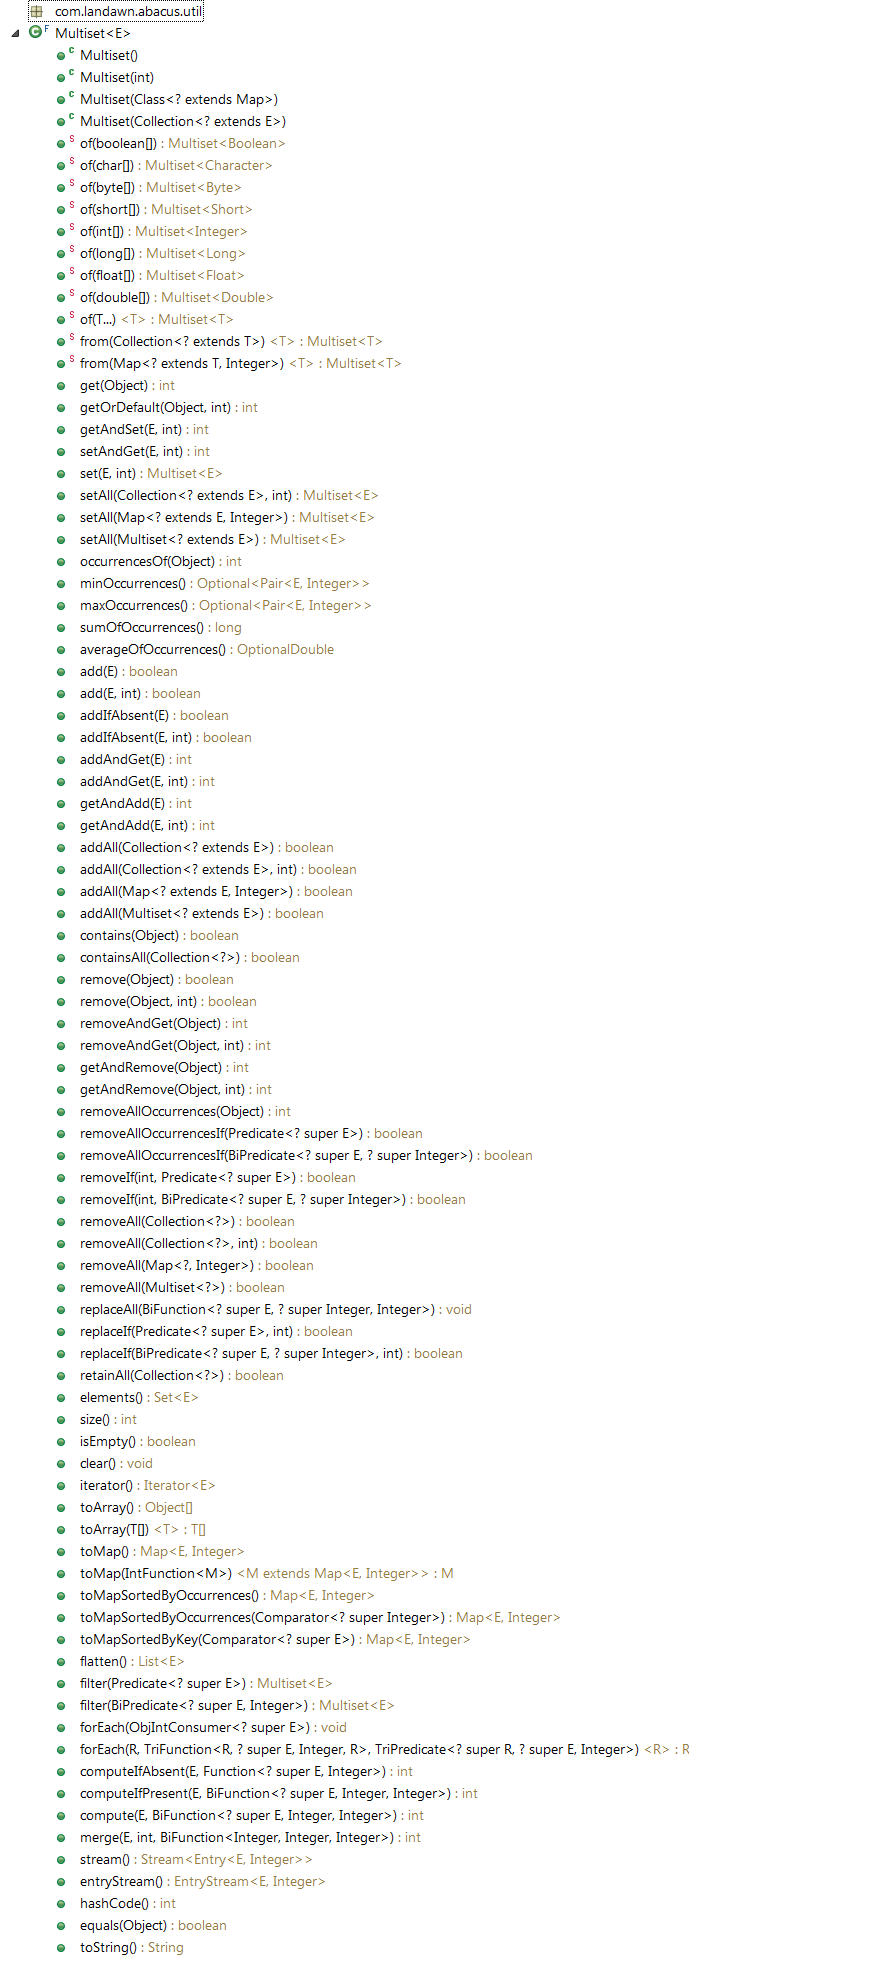 com.landawn.abacus.util
Multiset<E>
Multiset()
Multiset(int)
Multiset(Class<? extends Map>)
Multiset(Collection<? extends E>)
of(boolean[]) : Multiset<Boolean>
of(char[]) : Multiset<Character>
of(byte[]) : Multiset<Byte>
of(short[]) : Multiset<Short>
of(int[]) : Multiset<Integer>
of(long[]) : Multiset<Long>
of(float[]) : Multiset<Float>
of(double[]) : Multiset<Double>
of(T...) <T> : Multiset<T>
from(Collection<? extends T>) <T> : Multiset<T>
from(Map<? extends T, Integer>) <T> : Multiset<T>
get(Object) : int
getOrDefault(Object, int) : int
getAndSet(E, int) : int
setAndGet(E, int) : int
set(E, int) : Multiset<E>
setAll(Collection<? extends E>, int) : Multiset<E>
setAll(Map<? extends E, Integer>) : Multiset<E>
setAll(Multiset<? extends E>) : Multiset<E>
occurrencesOf(Object) : int
minOccurrences() : Optional<Pair<E, Integer>>
maxOccurrences() : Optional<Pair<E, Integer>>
sumOfOccurrences() : long
averageOfOccurrences() : OptionalDouble
add(E) : boolean
add(E, int) : boolean
addIfAbsent(E) : boolean
addIfAbsent(E, int) : boolean
addAndGet(E) : int
addAndGet(E, int) : int
getAndAdd(E) : int
getAndAdd(E, int) : int
addAll(Collection<? extends E>) : boolean
addAll(Collection<? extends E>, int) : boolean
addAll(Map<? extends E, Integer>) : boolean
addAll(Multiset<? extends E>) : boolean
contains(Object) : boolean
containsAll(Collection<?>) : boolean
remove(Object) : boolean
remove(Object, int) : boolean
removeAndGet(Object) : int
removeAndGet(Object, int) : int
getAndRemove(Object) : int
getAndRemove(Object, int) : int
removeAllOccurrences(Object) : int
removeAllOccurrencesIf(Predicate<? super E>) : boolean
removeAllOccurrencesIf(BiPredicate<? super E, ? super Integer>) : boolean
removeIf(int, Predicate<? super E>) : boolean
removeIf(int, BiPredicate<? super E, ? super Integer>) : boolean
removeAll(Collection<?>) : boolean
removeAll(Collection<?>, int) : boolean
removeAll(Map<?, Integer>) : boolean
removeAll(Multiset<?>) : boolean
replaceAll(BiFunction<? super E, ? super Integer, Integer>) : void
replaceIf(Predicate<? super E>, int) : boolean
replaceIf(BiPredicate<? super E, ? super Integer>, int) : boolean
retainAll(Collection<?>) : boolean
elements() : Set<E>
size() : int
isEmpty() : boolean
clear() : void
iterator() : Iterator<E>
toArray() : Object[]
toArray(T[]) <T> : T[]
toMap() : Map<E, Integer>
toMap(IntFunction<M>) <M extends Map<E, Integer>> : M
toMapSortedByOccurrences() : Map<E, Integer>
toMapSortedByOccurrences(Comparator<? super Integer>) : Map<E, Integer>
toMapSortedByKey(Comparator<? super E>) : Map<E, Integer>
flatten() : List<E>
filter(Predicate<? super E>) : Multiset<E>
filter(BiPredicate<? super E, Integer>) : Multiset<E>
forEach(ObjIntConsumer<? super E>) : void
forEach(R, TriFunction<R, ? super E, Integer, R>, TriPredicate<? super R, ? super E, Integer>) <R> : R
computeIfAbsent(E, Function<? super E, Integer>) : int
computeIfPresent(E, BiFunction<? super E, Integer, Integer>) : int
compute(E, BiFunction<? super E, Integer, Integer>) : int
merge(E, int, BiFunction<Integer, Integer, Integer>) : int
stream() : Stream<Entry<E, Integer>>
entryStream() : EntryStream<E, Integer>
hashCode() : int
equals(Object) : boolean
toString() : String